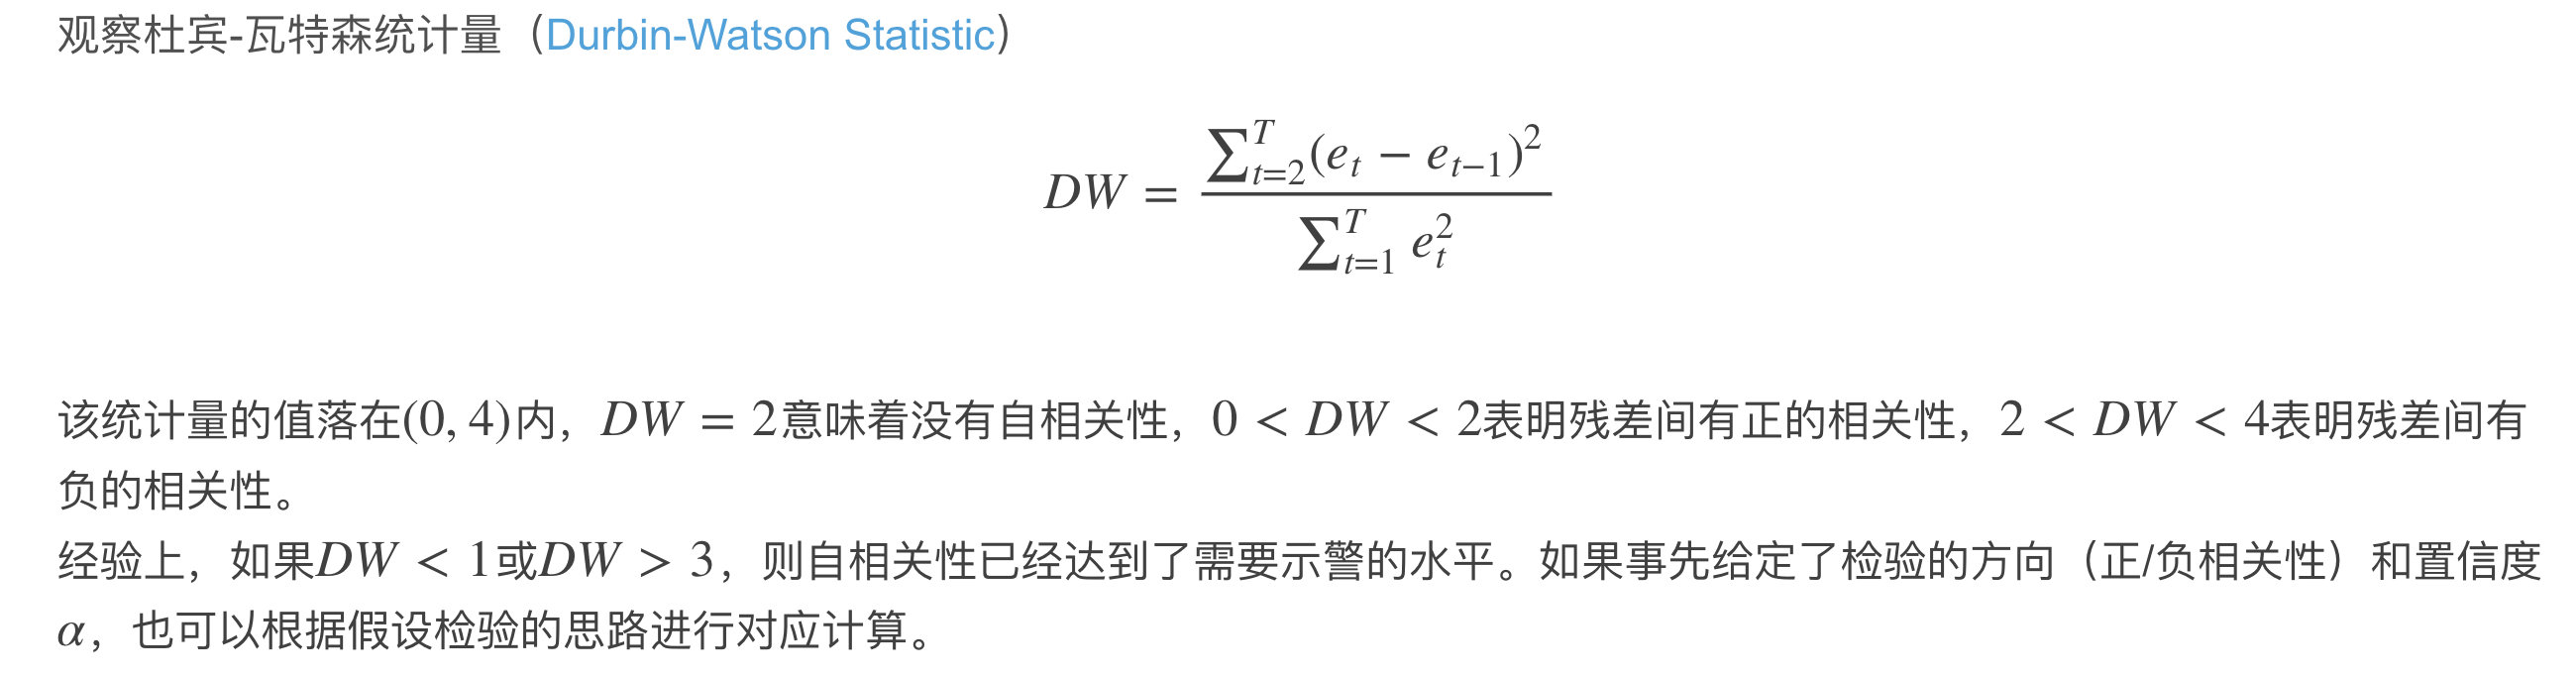 观察杜宾-瓦特森统计量（Durbin-Watson Statistic）
$DW = \frac{\sum_{t=2}^{T}(e_t - e_{t-1})^2}{\sum_{t=1}^{T} e_t^2}$
该统计量的值落在(0, 4)内，DW = 2意味着没有自相关性，0 < DW < 2表明残差间有正的相关性，2 < DW < 4表明残差间有
负的相关性。
经验上，如果DW < 1或DW > 3，则自相关性已经达到了需要示警的水平。如果事先给定了检验的方向（正/负相关性）和置信度
α，也可以根据假设检验的思路进行对应计算。